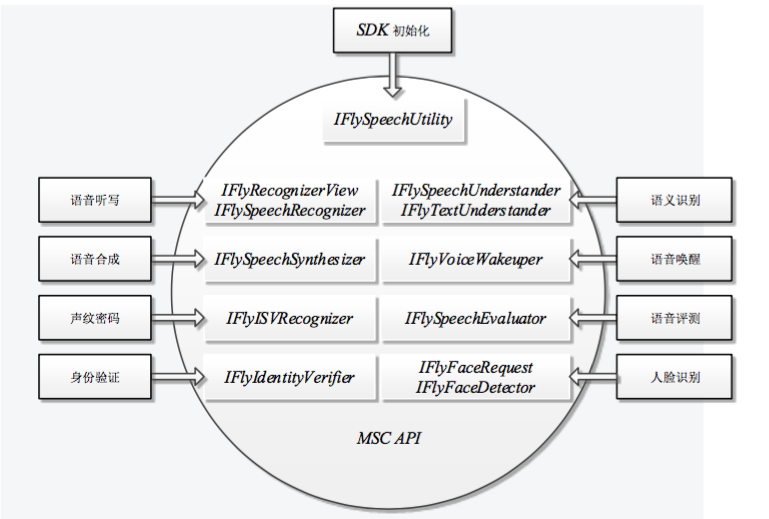 SDK 初始化
IFlySpeechUtility
语音听写
IFlyRecognizerView
IFlySpeechRecognizer
IFlySpeechUnderstander
IFlyTextUnderstander
语义识别
语音合成
IFlySpeechSynthesizer
IFlyVoiceWakeuper
语音唤醒
声纹密码
IFlyISVRecognizer
IFlySpeechEvaluator
语音评测
身份验证
IFlyIdentityVerifier
IFlyFaceRequest
IFlyFaceDetector
人脸识别
MSC API